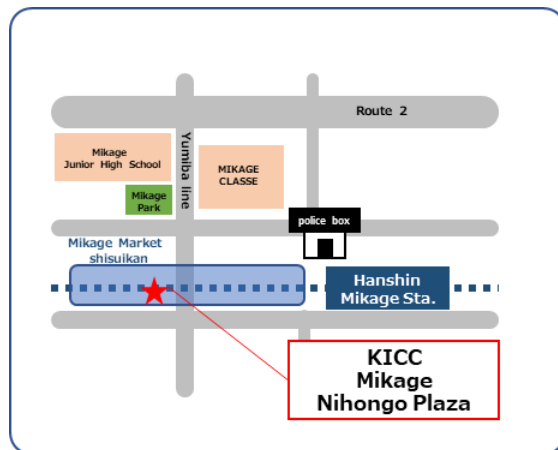 Route 2
Mikage
Junior High School
Yumiba line
MIKAGE
CLASSE
Mikage
Park
police box
Mikage Market
shisuikan
Hanshin
Mikage Sta.
KICC
Mikage
Nihongo Plaza